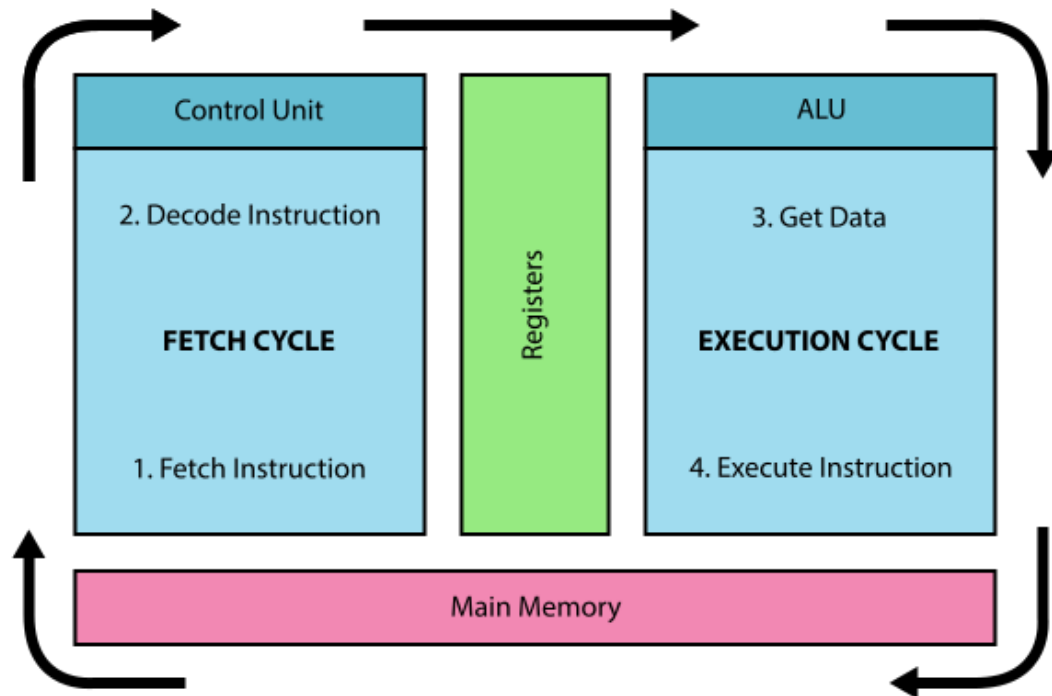 Control Unit
2. Decode Instruction
FETCH CYCLE
1. Fetch Instruction
Registers
ALU
3. Get Data
EXECUTION CYCLE
4. Execute Instruction
Main Memory